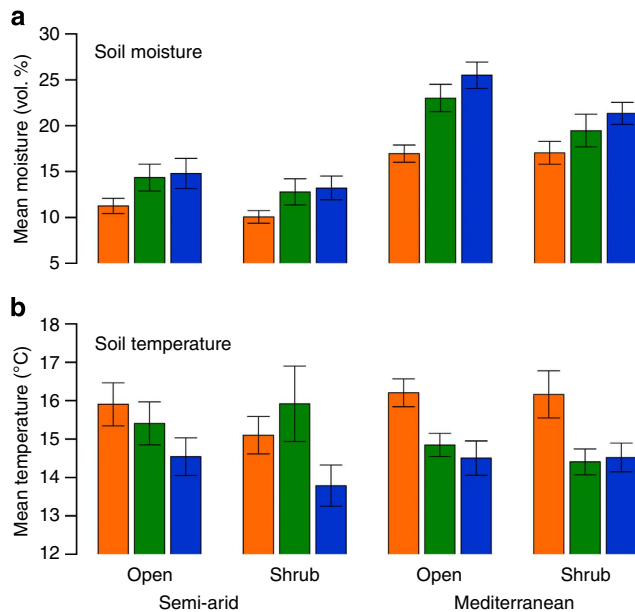 a
Soil moisture
Mean moisture (vol. %)
30
25
20
15
10
5
b
Soil temperature
Mean temperature (°C)
18
17
16
15
14
13
12
Open Shrub Open Shrub
Semi-arid Mediterranean